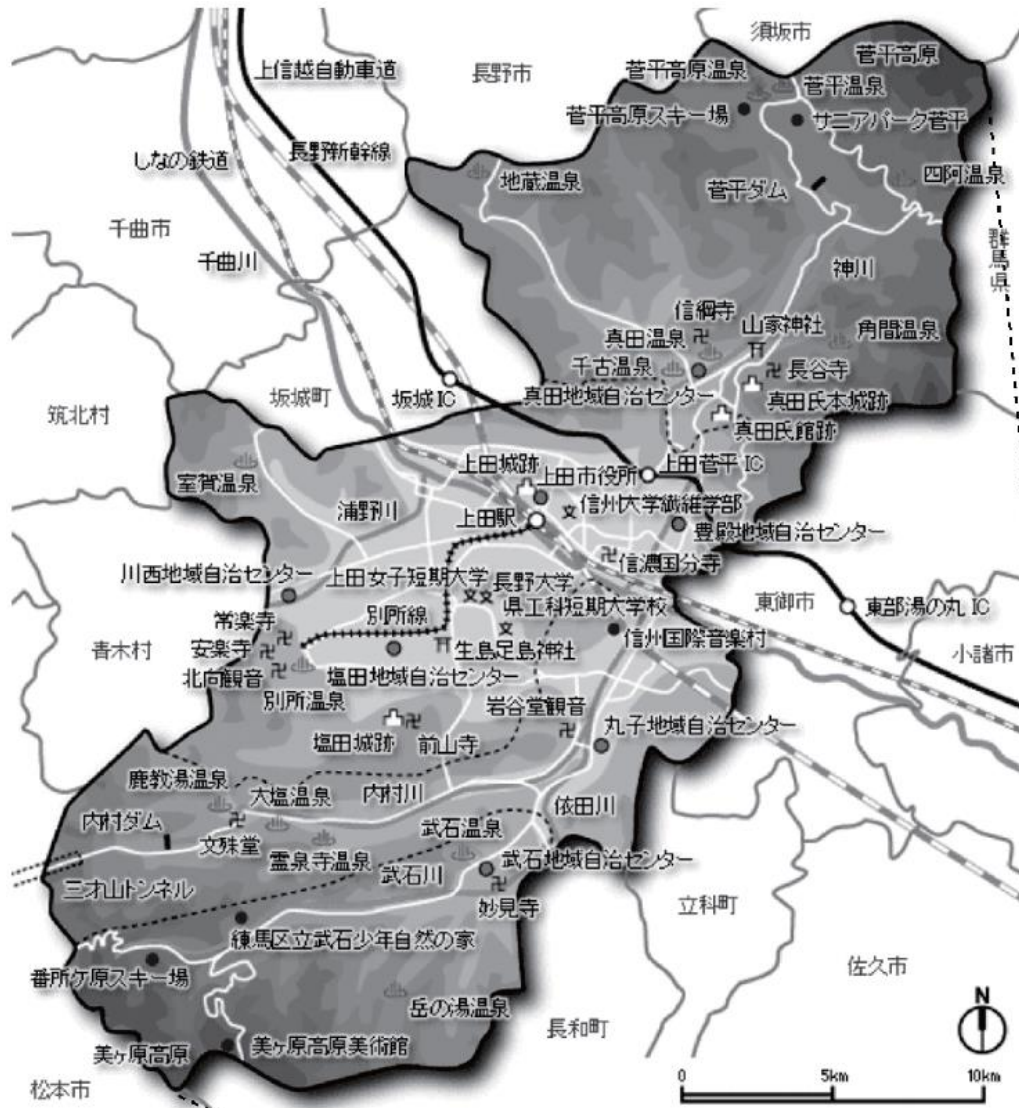 須坂市
菅平高原
上信越自動車道
長野市
菅平高原温泉
菅平温泉
菅平高原スキー場
サニアパーク菅平
長野新幹線
しなの鉄道
地蔵温泉
菅平ダム
四阿温泉
千曲市
群馬県
千曲川
神川
信綱寺
山家神社
真田温泉
角間温泉
千古温泉
長谷寺
坂城町
坂城IC
真田地域自治センター
真田氏本城跡
筑北村
真田氏館跡
上田城跡
上田市役所
上田菅平IC
室賀温泉
浦野川
信州大学繊維学部
上田駅
豊殿地域自治センター
信濃国分寺
川西地域自治センター
上田女子短期大学
長野大学
東御市
東部湯の丸IC
別所線
県工科短期大学校
常楽寺
信州国際音楽村
小諸市
青木村
安楽寺
生島足島神社
北向観音
塩田地域自治センター
別所温泉
岩谷堂観音
丸子地域自治センター
塩田城跡
前山寺
鹿教湯温泉
大塩温泉
内村川
依田川
内村ダム
文殊堂
武石温泉
霊泉寺温泉
武石地域自治センター
三才山トンネル
武石川
妙見寺
立科町
練馬区立武石少年自然の家
佐久市
番所ヶ原スキー場
岳の湯温泉
長和町
N
美ヶ原高原
美ヶ原高原美術館
松本市
0 5km 10km